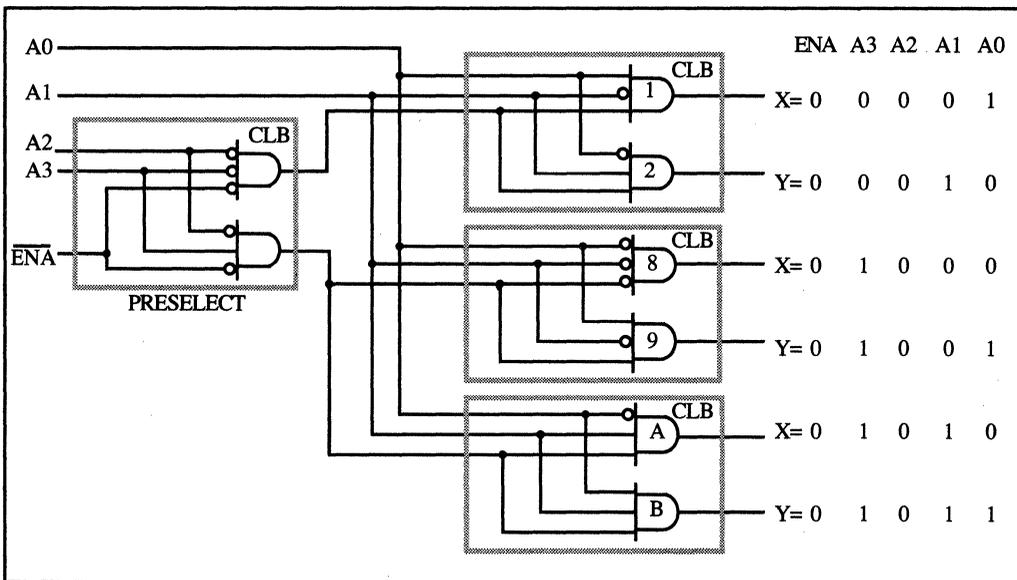 ENA A3 A2 A1 A0
A0
CLB
1
X= 0 0 0 0 1
A1
A2
CLB
A3
2
Y= 0 0 0 1 0
ENA
PRESELECT
CLB
8
X= 0 1 0 0 0
9
Y= 0 1 0 0 1
CLB
A
X= 0 1 0 1 0
B
Y= 0 1 0 1 1